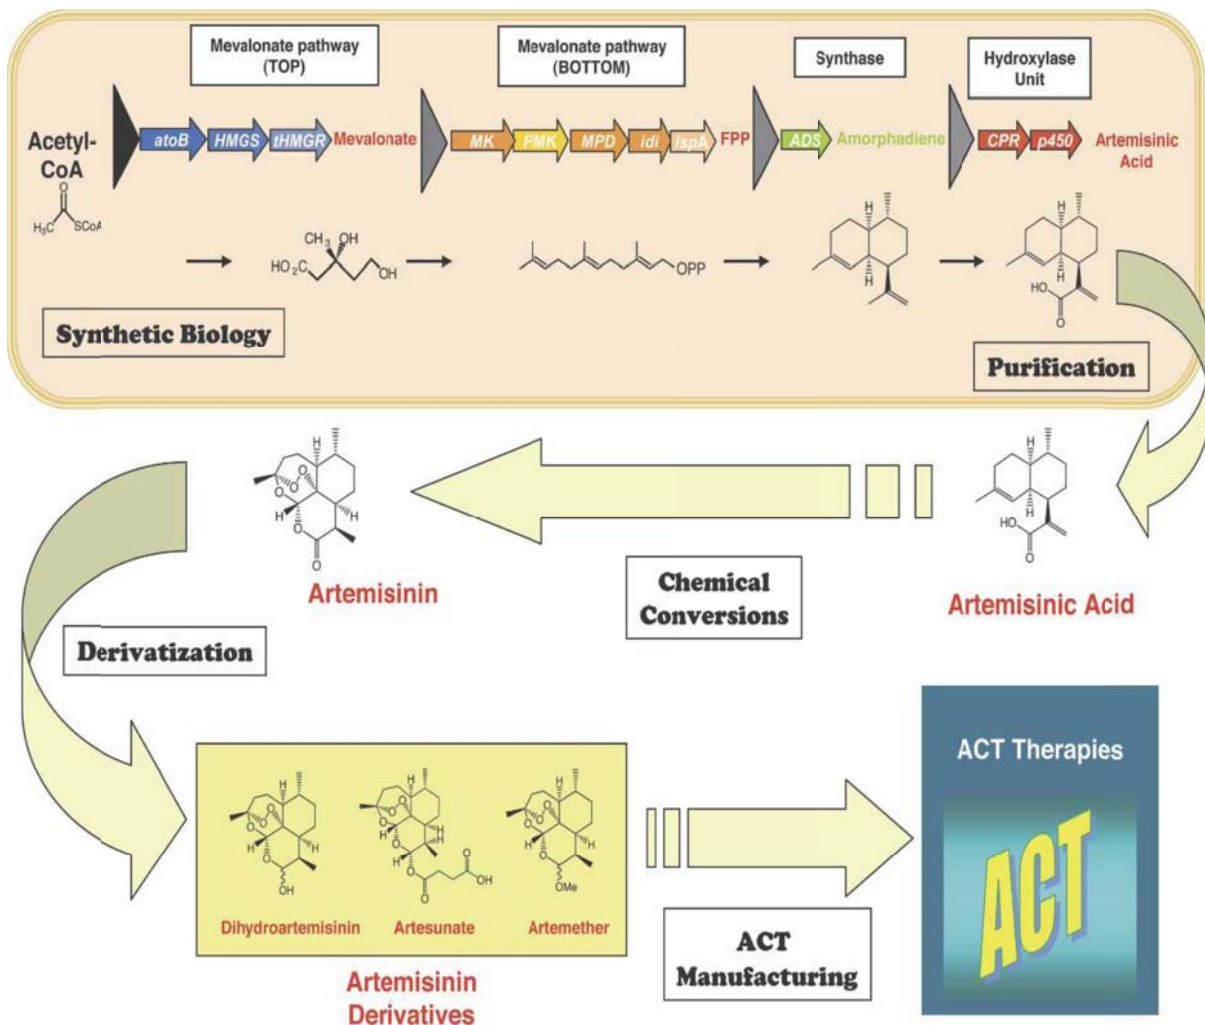 Mevalonate pathway
(TOP)
Mevalonate pathway
(BOTTOM)
Synthase
Hydroxylase
Unit
Acetyl-
CoA
atoB
HMGS
tHMGR
Mevalonate
MK
PMK
MPD
idi
ispA
FPP
ADS
Amorphadiene
CPR
p450
Artemisinic
Acid
O
H3C
SCoA
CH3
OH
HO2C
OH
OPP
H
H
H
H
HO
O
Synthetic Biology
Purification
H
O
O
O
H
H
O
O
Artemisinin
Chemical
Conversions
H
H
HO
O
Artemisinic Acid
Derivatization
H
O
O
O
H
H
O
OH
Dihydroartemisinin
H
O
O
O
H
H
O
H
O
O
O
OH
Artesunate
H
O
O
O
H
H
O
OMe
Artemether
Artemisinin
Derivatives
ACT
Manufacturing
ACT Therapies
ACT